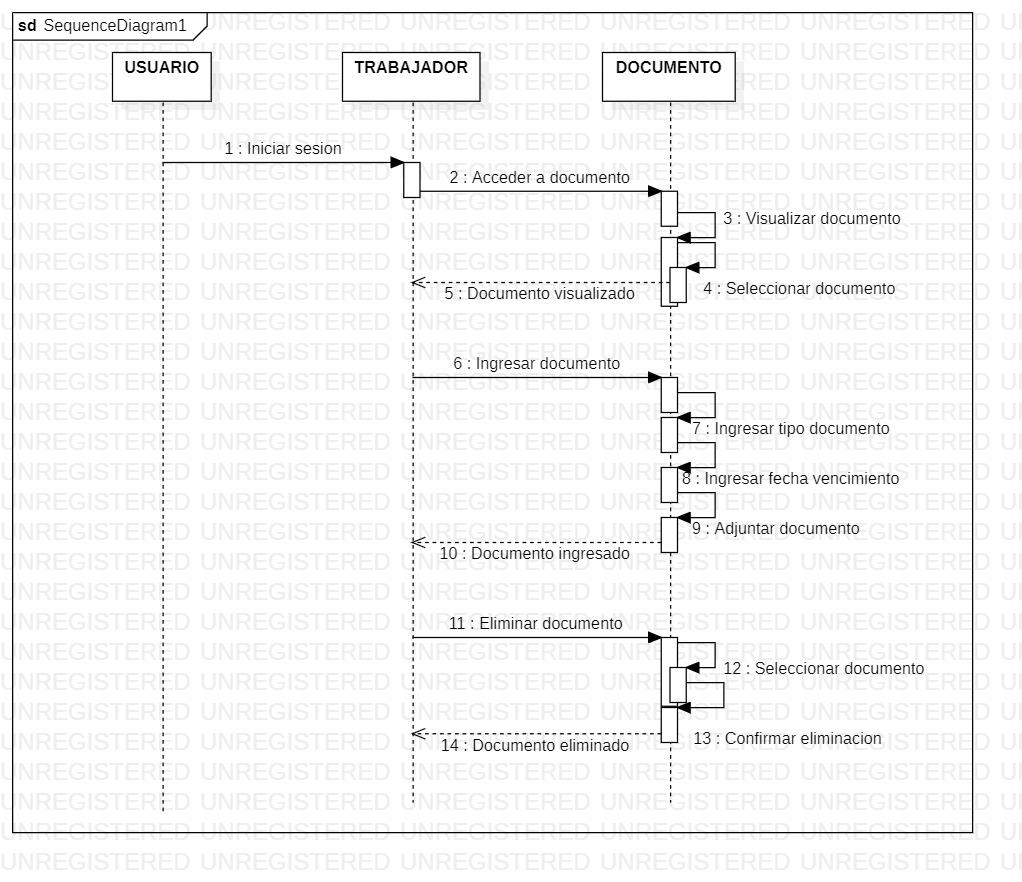 sd SequenceDiagram1
USUARIO
TRABAJADOR
DOCUMENTO
1 : Iniciar sesion
2 : Acceder a documento
3 : Visualizar documento
4 : Seleccionar documento
5 : Documento visualizado
6 : Ingresar documento
7 : Ingresar tipo documento
8 : Ingresar fecha vencimiento
9 : Adjuntar documento
10 : Documento ingresado
11 : Eliminar documento
12 : Seleccionar documento
13 : Confirmar eliminacion
14 : Documento eliminado
UNREGISTERED